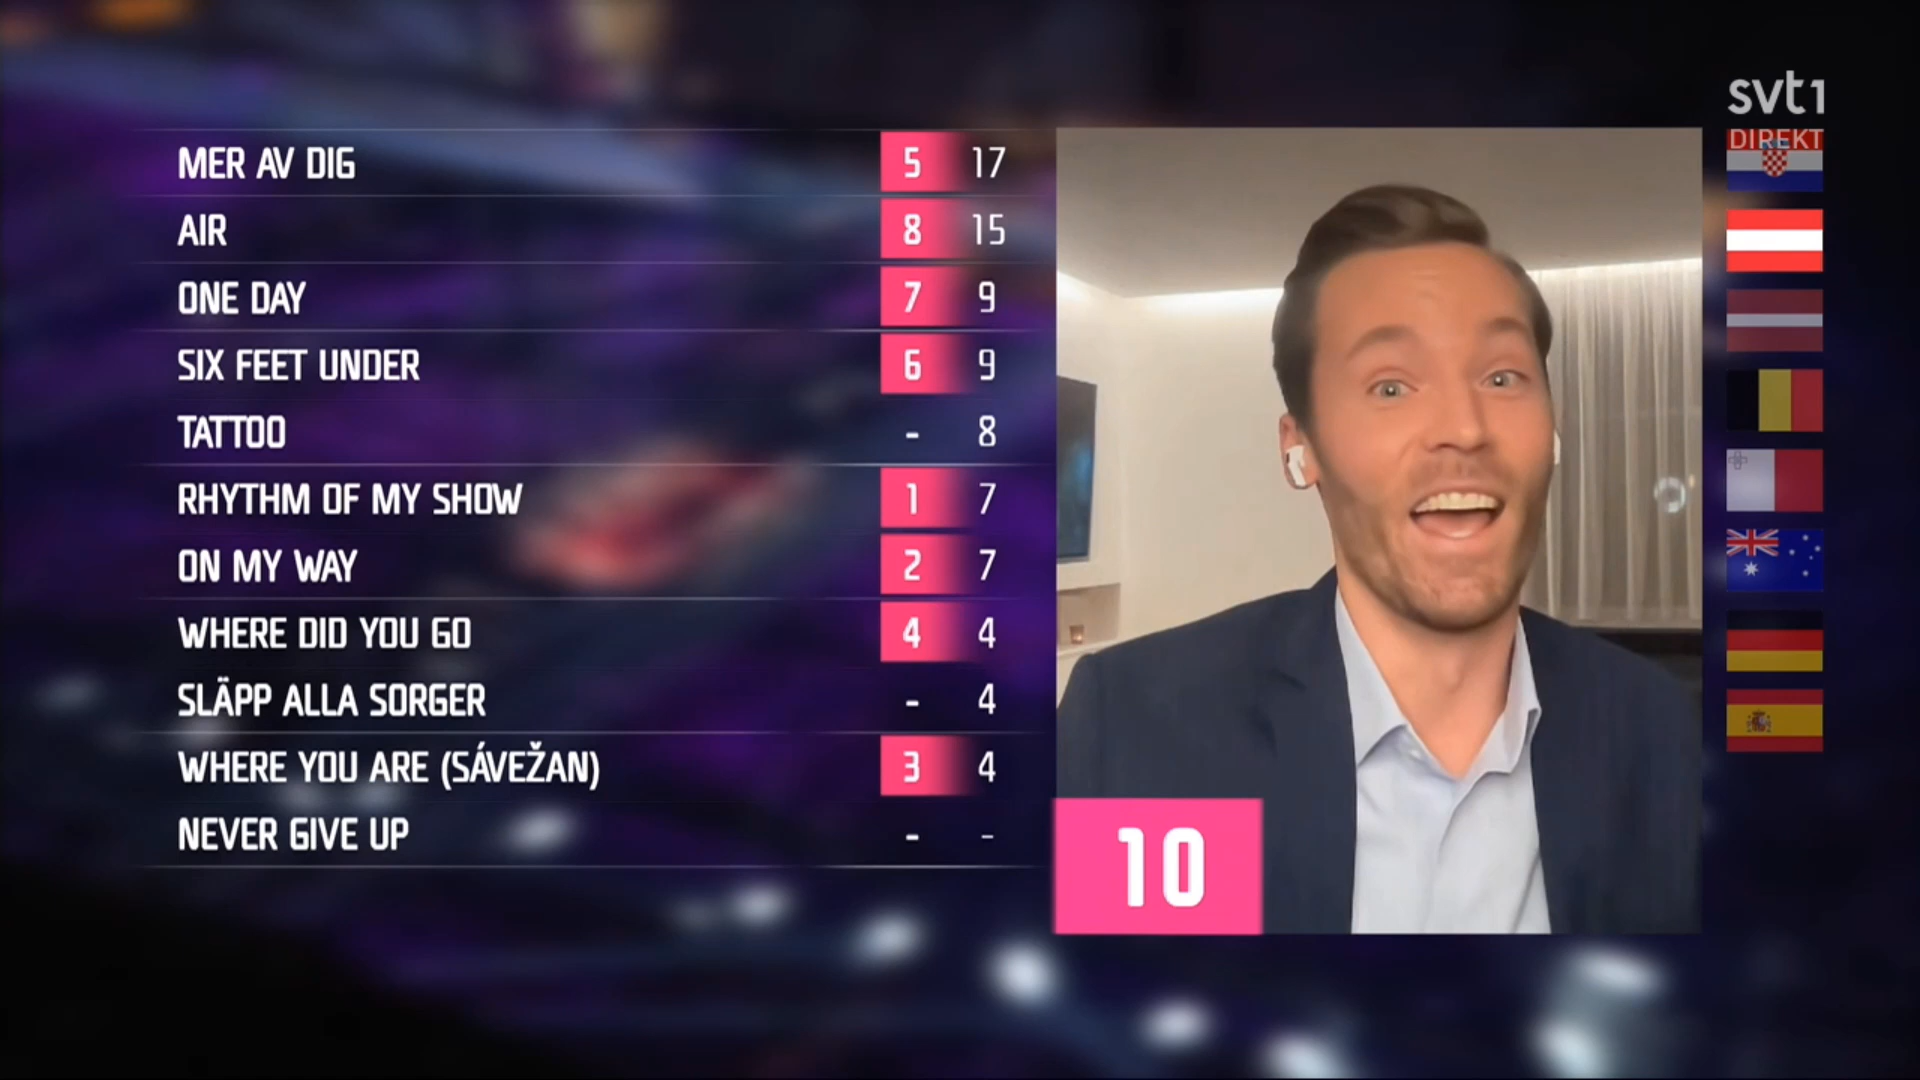 svt1
DIREKT
MER AV DIG 5 17
AIR 8 15
ONE DAY 7 9
SIX FEET UNDER 6 9
TATTOO - 8
RHYTHM OF MY SHOW 1 7
ON MY WAY 2 7
WHERE DID YOU GO 4 4
SLÄPP ALLA SORGER - 4
WHERE YOU ARE (SÁVEŽAN) 3 4
NEVER GIVE UP - -
10